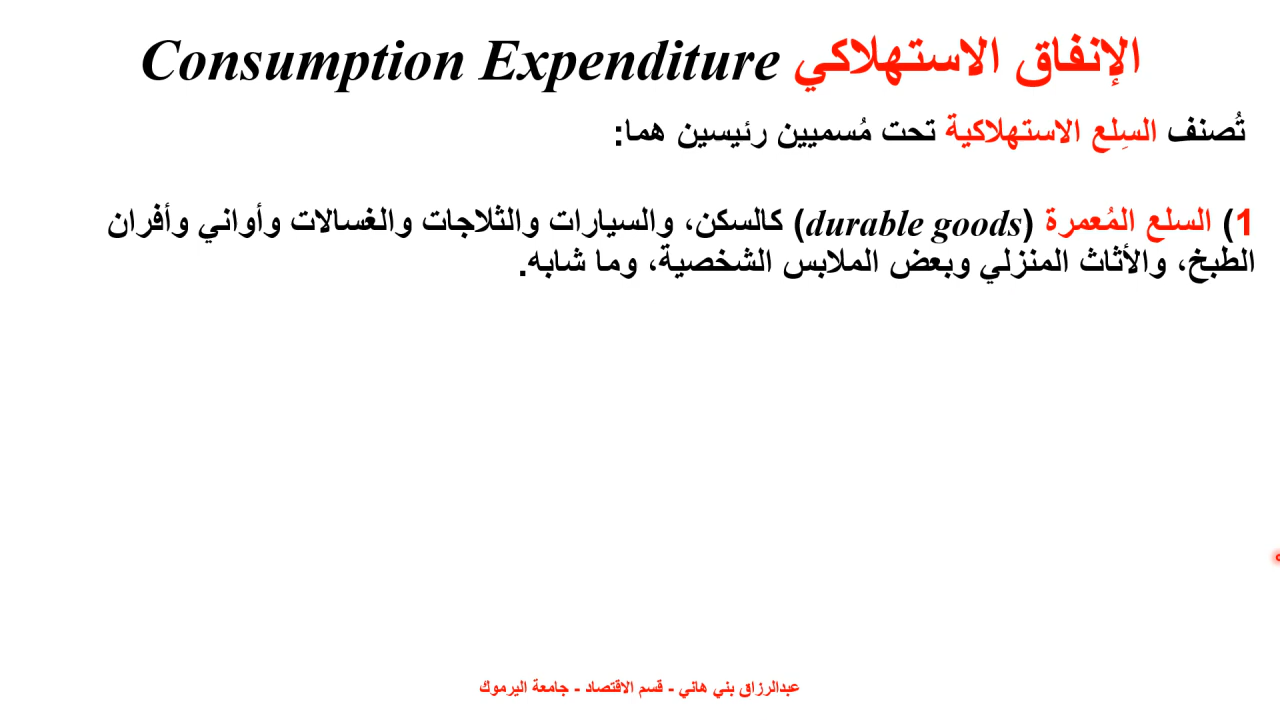 الإنفاق الاستهلاكي Consumption Expenditure
تُصنف السِلع الاستهلاكية تحت مُسميين رئيسين هما:
1) السلع المُعمرة (durable goods) كالسكن، والسيارات والثلاجات والغسالات وأواني وأفران
الطبخ، والأثاث المنزلي وبعض الملابس الشخصية، وما شابه.
عبدالرزاق بني هاني - قسم الاقتصاد - جامعة اليرموك